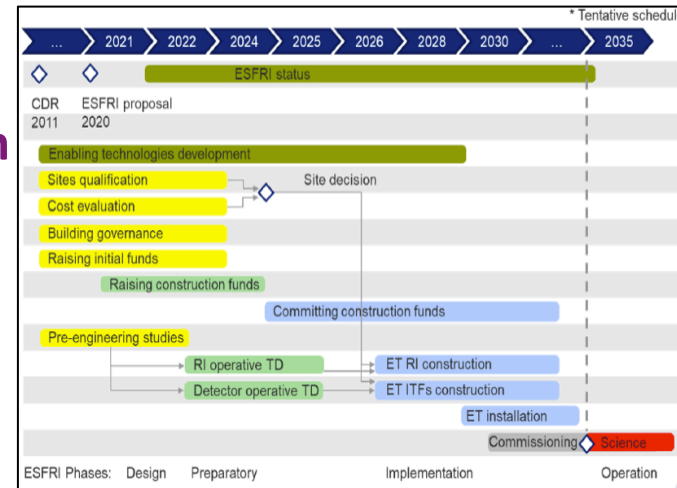 * Tentative schedul
... 2021 2022 2024 2025 2026 2028 2030 ... 2035
ESFRI status
CDR ESFRI proposal
2011 2020
n
Enabling technologies development
Sites qualification Site decision
Cost evaluation
Building governance
Raising initial funds
Raising construction funds
Committing construction funds
Pre-engineering studies
RI operative TD ET RI construction
Detector operative TD ET ITFs construction
ET installation
Commissioning Science
ESFRI Phases: Design Preparatory Implementation Operation